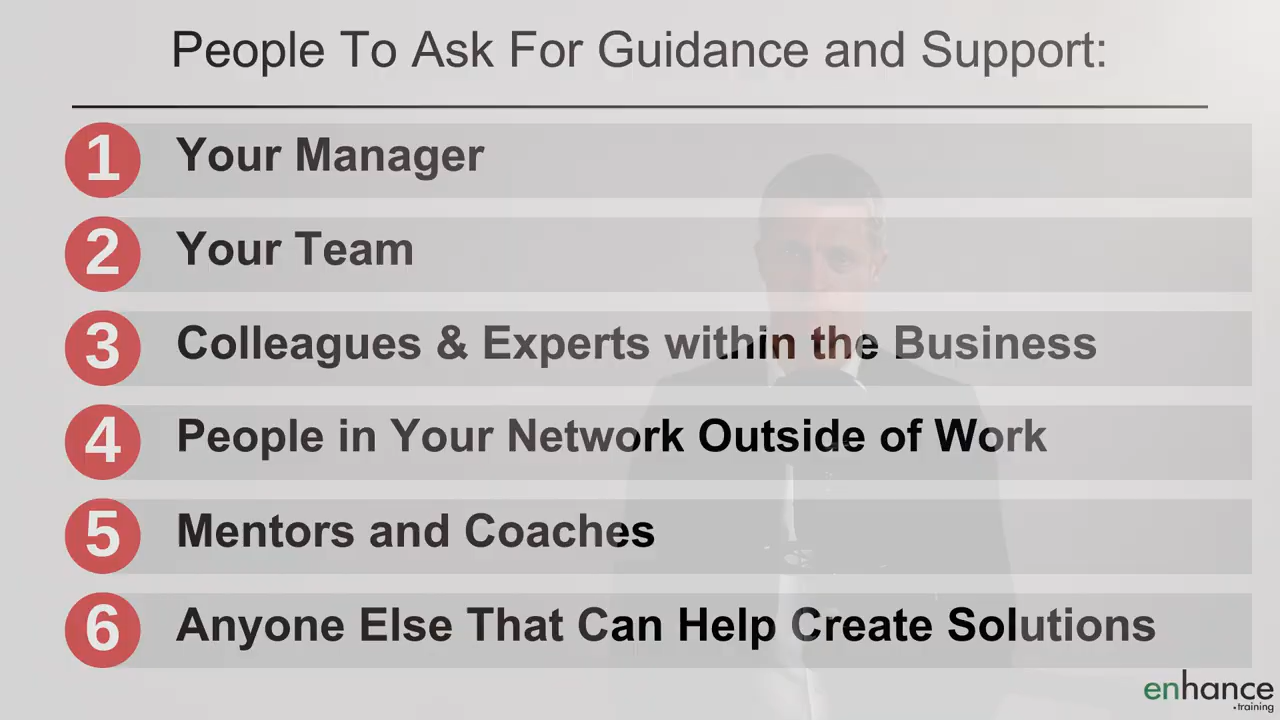 People To Ask For Guidance and Support:
1 Your Manager
2 Your Team
3 Colleagues & Experts within the Business
4 People in Your Network Outside of Work
5 Mentors and Coaches
6 Anyone Else That Can Help Create Solutions
enhance
.training